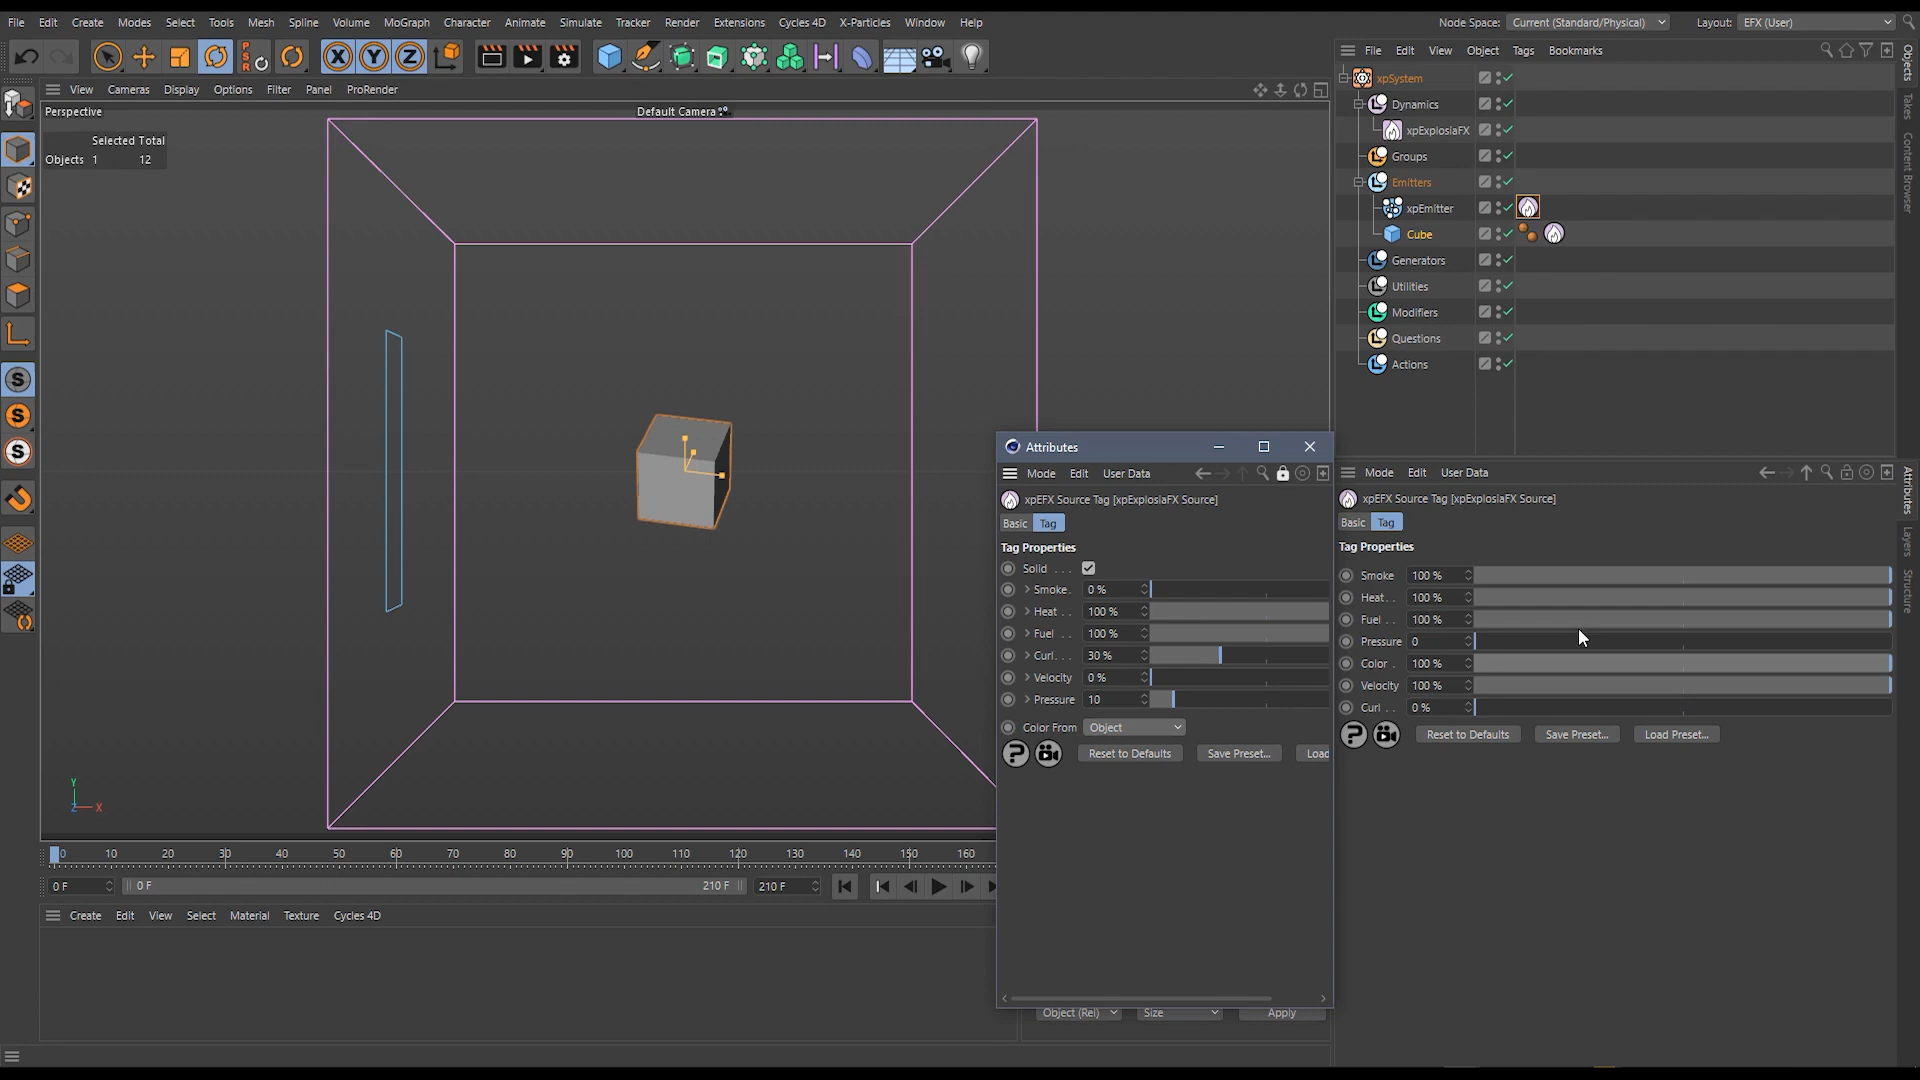 File Edit Create Modes Select Tools Mesh Spline Volume MoGraph Character Animate Simulate Tracker Render Extensions Cycles 4D X-Particles Window Help
Node Space: Current (Standard/Physical) Layout: EFX (User)
P
S
R
X Y Z
File Edit View Object Tags Bookmarks
View Cameras Display Options Filter Panel ProRender
Perspective
Default Camera
Selected Total
Objects 1 12
S
S
S
xpSystem
Dynamics
xpExplosiaFX
Groups
Emitters
xpEmitter
Cube
Generators
Utilities
Modifiers
Questions
Actions
Objects
Takes
Content Browser
Attributes
Layers
Structure
Attributes
Mode Edit User Data
xpEFX Source Tag [xpExplosiaFX Source]
Basic Tag
Tag Properties
Solid . . .
Smoke. 0 %
Heat . . 100 %
Fuel . . 100 %
Curl. . . 30 %
Velocity 0 %
Pressure 10
Color From Object
? Reset to Defaults Save Preset... Load
Object (Rel) Size Apply
Mode Edit User Data
xpEFX Source Tag [xpExplosiaFX Source]
Basic Tag
Tag Properties
Smoke 100 %
Heat. . 100 %
Fuel . . 100 %
Pressure 0
Color . 100 %
Velocity 100 %
Curl . . 0 %
? Reset to Defaults Save Preset... Load Preset...
Y
Z X
0 10 20 30 40 50 60 70 80 90 100 110 120 130 140 150 160
0 F 0 F 210 F 210 F
Create Edit View Select Material Texture Cycles 4D